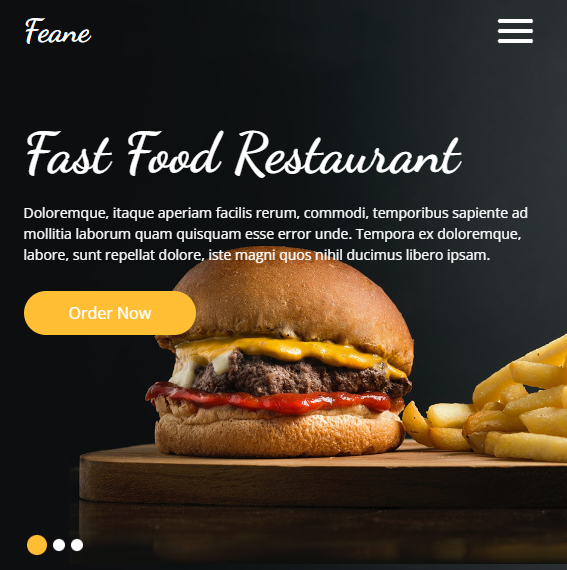 Feane
Fast Food Restaurant
Doloremque, itaque aperiam facilis rerum, commodi, temporibus sapiente ad
mollitia laborum quam quisquam esse error unde. Tempora ex doloremque,
labore, sunt repellat dolore, iste magni quos nihil ducimus libero ipsam.
Order Now